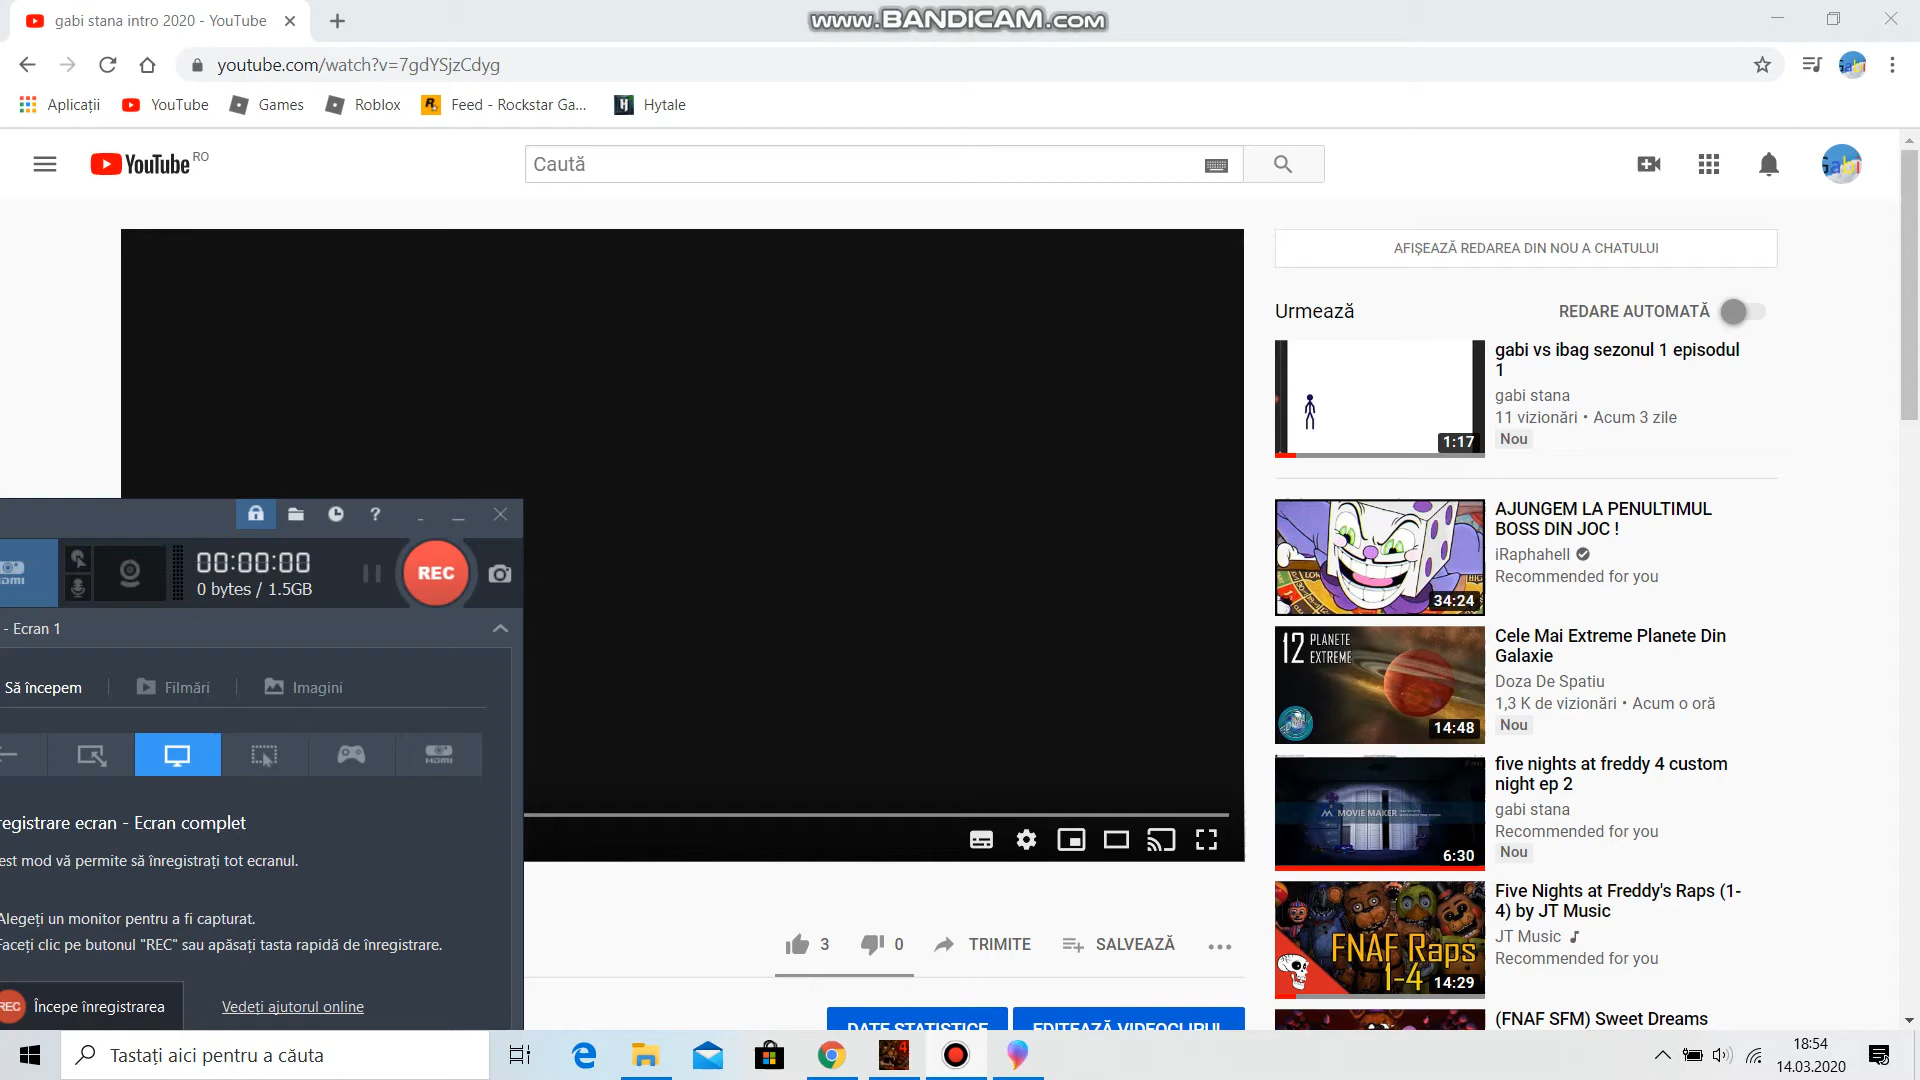 gabi stana intro 2020 - YouTube
www.BANDICAM.com
youtube.com/watch?v=7gdYSjzCdyg
Aplicații
YouTube
Games
Roblox
Feed - Rockstar Ga...
Hytale
YouTube RO
Caută
Gabi
AFIȘEAZĂ REDAREA DIN NOU A CHATULUI
Urmează
REDARE AUTOMATĂ
gabi vs ibag sezonul 1 episodul
1
gabi stana
11 vizionări • Acum 3 zile
Nou
1:17
AJUNGEM LA PENULTIMUL
BOSS DIN JOC !
iRaphahell
Recommended for you
34:24
12 PLANETE
EXTREME
14:48
Cele Mai Extreme Planete Din
Galaxie
Doza De Spatiu
1,3 K de vizionări • Acum o oră
Nou
MOVIE MAKER
6:30
five nights at freddy 4 custom
night ep 2
gabi stana
Recommended for you
Nou
FNAF Raps
1-4
14:29
Five Nights at Freddy's Raps (1-
4) by JT Music
JT Music
Recommended for you
(FNAF SFM) Sweet Dreams
HDMI
00:00:00
0 bytes / 1.5GB
REC
- Ecran 1
Să începem
Filmări
Imagini
HDMI
registrare ecran - Ecran complet
est mod vă permite să înregistrați tot ecranul.
Alegeți un monitor pentru a fi capturat.
Faceți clic pe butonul "REC" sau apăsați tasta rapidă de înregistrare.
REC
Începe înregistrarea
Vedeți ajutorul online
3
0
TRIMITE
SALVEAZĂ
DATE STATISTICE
EDITEAZĂ VIDEOCLIPUL
Tastați aici pentru a căuta
18:54
14.03.2020